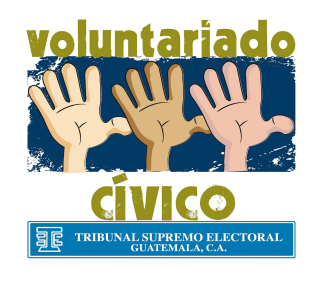 voluntariado
cívico
TRIBUNAL SUPREMO ELECTORAL
GUATEMALA, C.A.